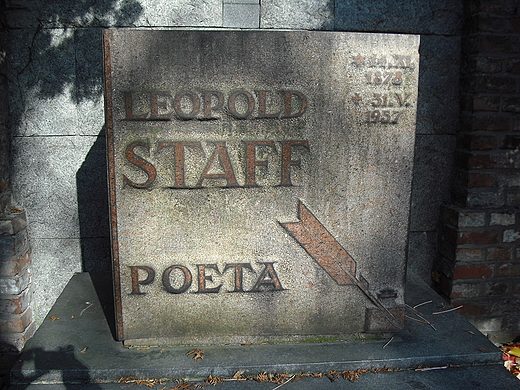 LEOPOLD
STAFF
POETA
* 14.XI.
1878
+ 31.V.
1957